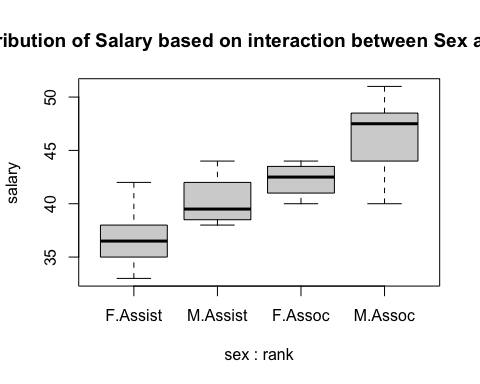 ribution of Salary based on interaction between Sex a
salary
50
45
40
35
F.Assist M.Assist F.Assoc M.Assoc
sex : rank